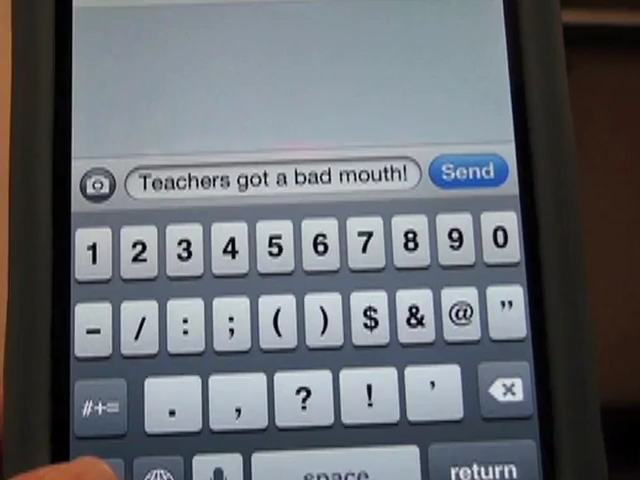 Teachers got a bad mouth! Send
1 2 3 4 5 6 7 8 9 0
- / : ; ( ) $ & @ "
#+= . , ? ! '
space return